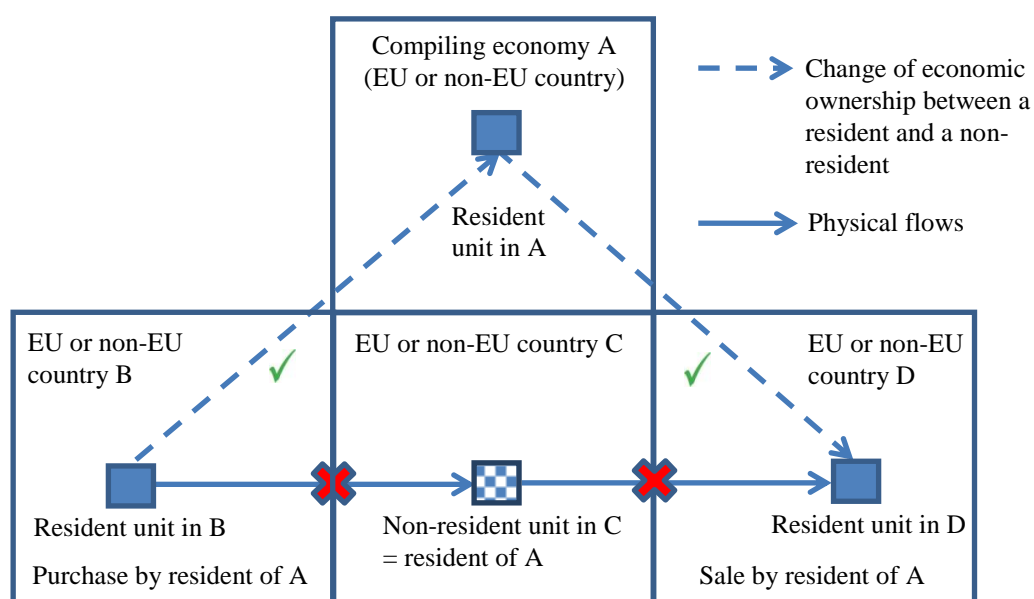 Compiling economy A
(EU or non-EU country)
Change of economic
ownership between a
resident and a non-
resident
Resident
unit in A
Physical flows
EU or non-EU
country B
EU or non-EU country C
EU or non-EU
country D
Resident unit in B
Non-resident unit in C
= resident of A
Resident unit in D
Purchase by resident of A
Sale by resident of A